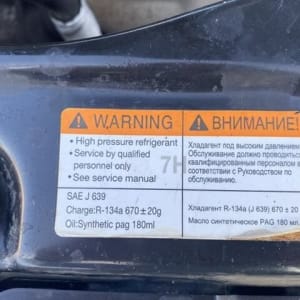 WARNING
• High pressure refrigerant
• Service by qualified
personnel only
• See service manual
SAE J 639
Charge:R-134a 670±20g
Oil:Synthetic pag 180ml
7H
ВНИМАНИЕ!
Хладагент под высоким давлением
Обслуживание должно проводиться
квалифицированным персоналом в
соответствии с Руководством по
обслуживанию.
Хладагент R-134a (J 639) 670 ± 20
Масло синтетическое PAG 180 мл.